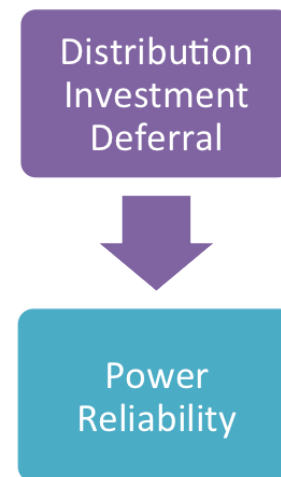 Distribution
Investment
Deferral
Power
Reliability